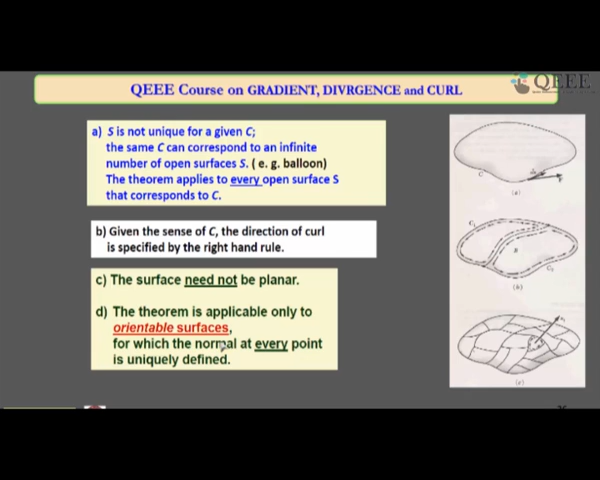 QEEE Course on GRADIENT, DIVRGENCE and CURL
QEEE
a) S is not unique for a given C;
the same C can correspond to an infinite
number of open surfaces S. ( e. g. balloon)
The theorem applies to every open surface S
that corresponds to C.
b) Given the sense of C, the direction of curl
is specified by the right hand rule.
c) The surface need not be planar.
d) The theorem is applicable only to
orientable surfaces,
for which the normal at every point
is uniquely defined.
C
(a)
C₁
C₂
(b)
(c)